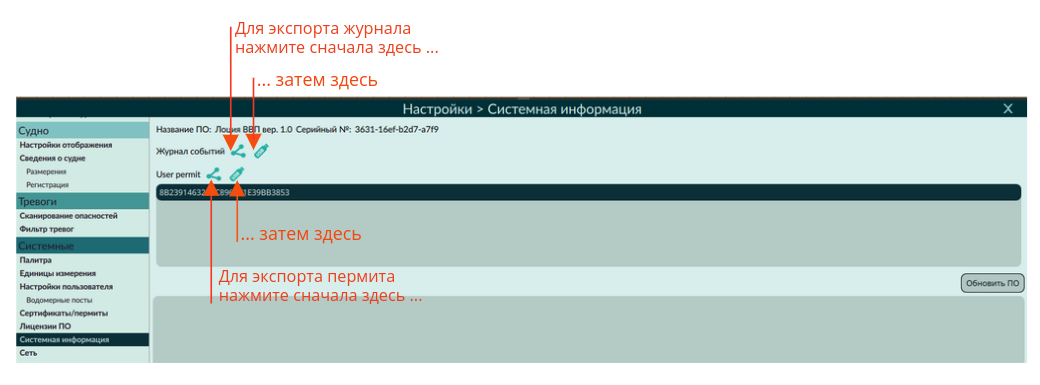 Для экспорта журнала
нажмите сначала здесь ...
... затем здесь
Настройки > Системная информация X
Судно
Настройки отображения
Сведения о судне
Размерения
Регистрация
Тревоги
Сканирование опасностей
Фильтр тревог
Системные
Палитра
Единицы измерения
Настройки пользователя
Водомерные посты
Сертификаты/пермиты
Лицензии ПО
Системная информация
Сеть
Название ПО: Лоция ВВП вер. 1.0 Серийный №: 3631-16ef-b2d7-a7f9
Журнал событий
User permit
... затем здесь
Для экспорта пермита
нажмите сначала здесь ...
Обновить ПО